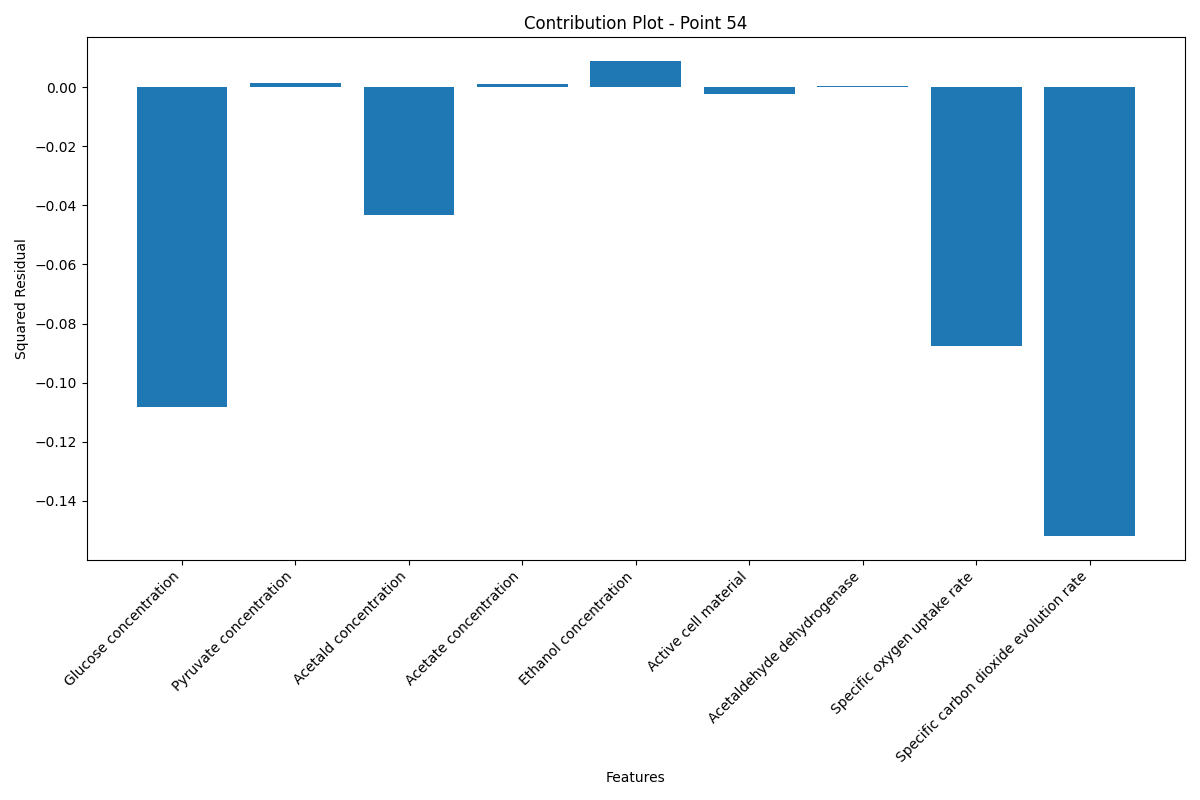 Contribution Plot - Point 54
0.00
−0.02
−0.04
−0.06
−0.08
−0.10
−0.12
−0.14
Squared Residual
Glucose concentration
Pyruvate concentration
Acetald concentration
Acetate concentration
Ethanol concentration
Active cell material
Acetaldehyde dehydrogenase
Specific oxygen uptake rate
Specific carbon dioxide evolution rate
Features